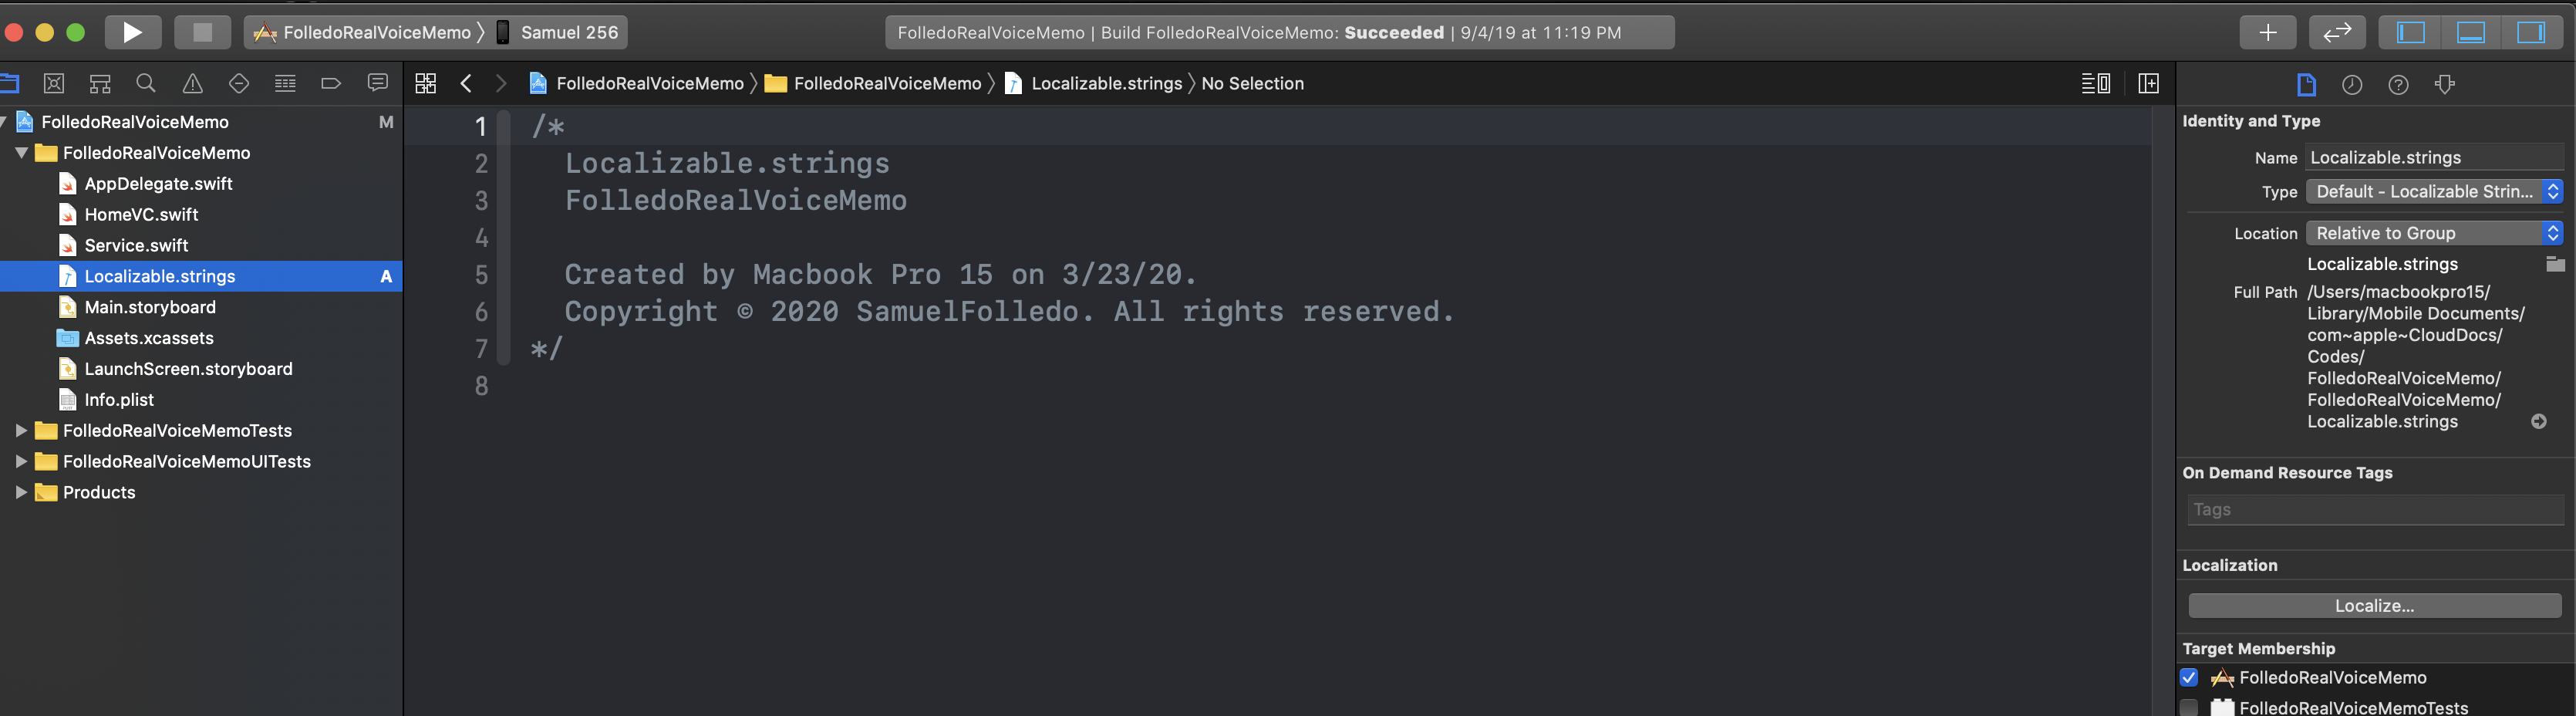 FolledoRealVoiceMemo 〉 Samuel 256
FolledoRealVoiceMemo | Build FolledoRealVoiceMemo: Succeeded | 9/4/19 at 11:19 PM
FolledoRealVoiceMemo M
FolledoRealVoiceMemo
AppDelegate.swift
HomeVC.swift
Service.swift
Localizable.strings A
Main.storyboard
Assets.xcassets
LaunchScreen.storyboard
Info.plist
FolledoRealVoiceMemoTests
FolledoRealVoiceMemoUITests
Products
FolledoRealVoiceMemo 〉 FolledoRealVoiceMemo 〉 Localizable.strings 〉 No Selection
1 /*
2 Localizable.strings
3 FolledoRealVoiceMemo
4
5 Created by Macbook Pro 15 on 3/23/20.
6 Copyright © 2020 SamuelFolledo. All rights reserved.
7 */
8
Identity and Type
Name Localizable.strings
Type Default - Localizable Strin...
Location Relative to Group
Localizable.strings
Full Path /Users/macbookpro15/
Library/Mobile Documents/
com~apple~CloudDocs/
Codes/
FolledoRealVoiceMemo/
FolledoRealVoiceMemo/
Localizable.strings
On Demand Resource Tags
Tags
Localization
Localize...
Target Membership
FolledoRealVoiceMemo
FolledoRealVoiceMemoTests